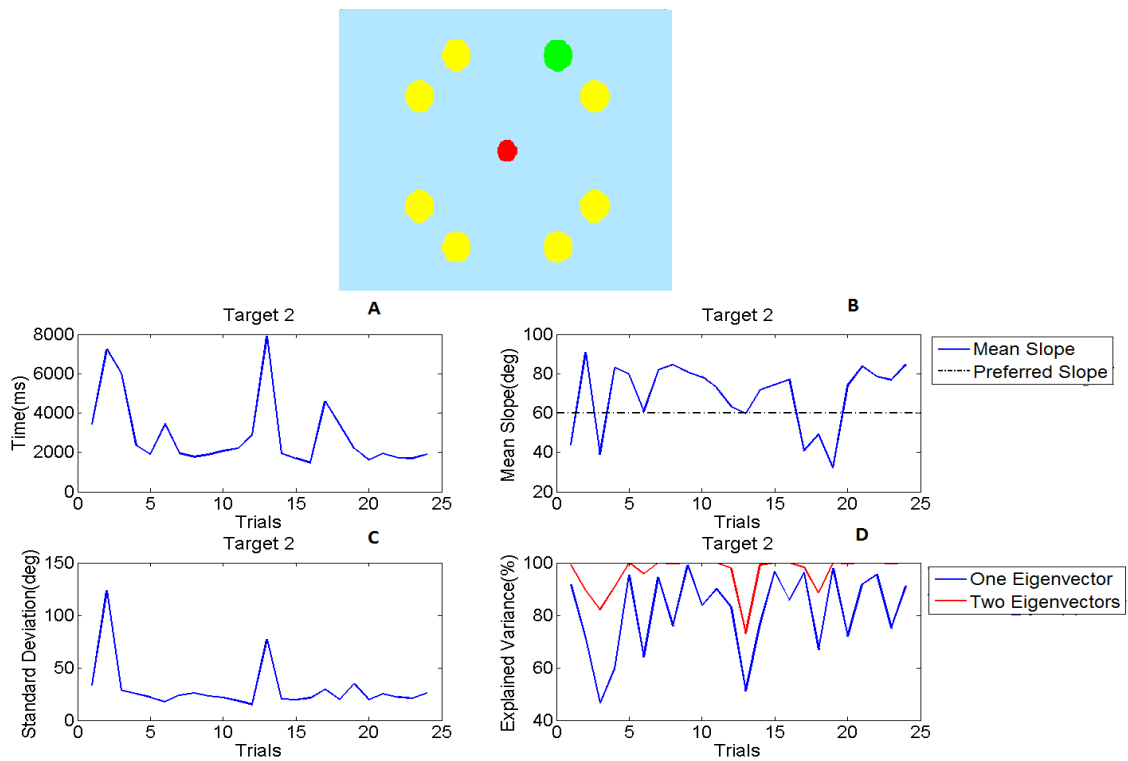 A
Target 2
8000
6000
4000
2000
0
Time(ms)
0 5 10 15 20 25
Trials
B
Target 2
100
80
60
40
20
Mean Slope(deg)
0 5 10 15 20 25
Trials
Mean Slope
Preferred Slope
C
Target 2
150
100
50
0
Standard Deviation(deg)
0 5 10 15 20 25
Trials
D
Target 2
100
80
60
40
Explained Variance(%)
0 5 10 15 20 25
Trials
One Eigenvector
Two Eigenvectors